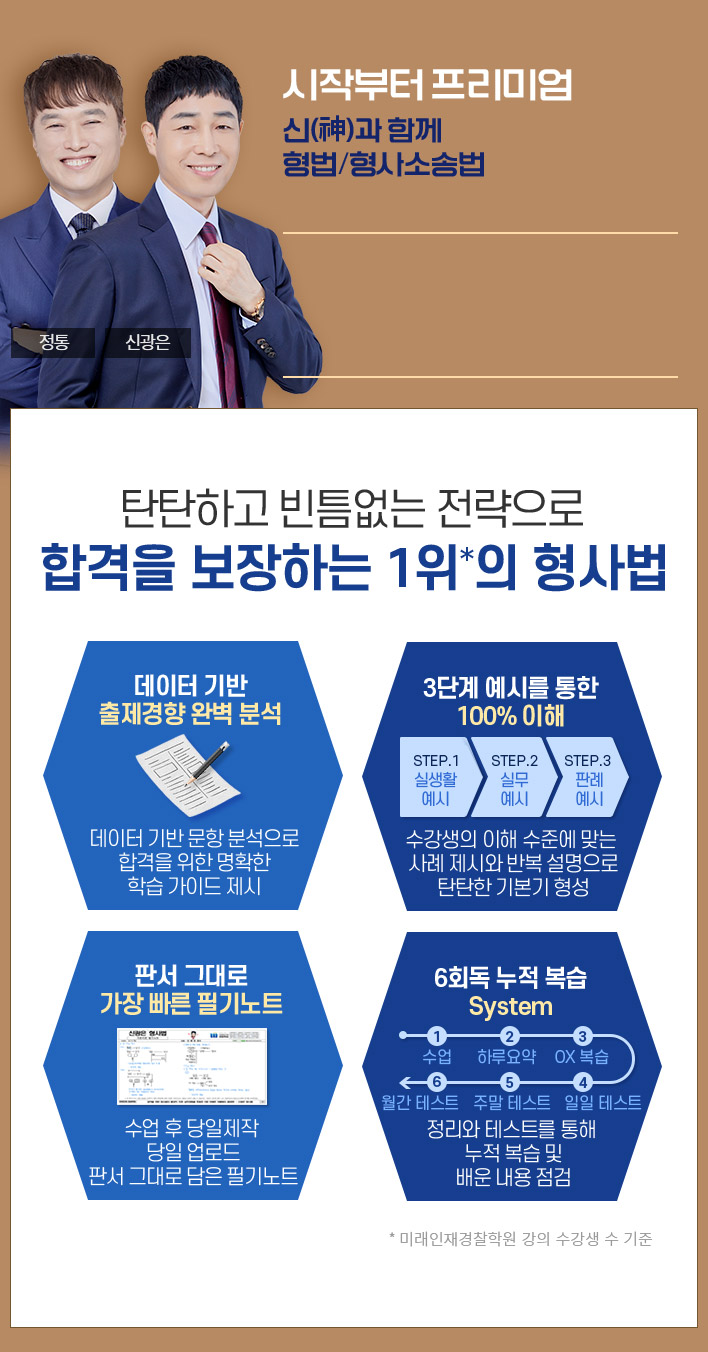 시작부터 프리미엄
신(神)과 함께
형법/형사소송법
정통
신광은
탄탄하고 빈틈없는 전략으로
합격을 보장하는 1위*의 형사법
데이터 기반
출제경향 완벽 분석
데이터 기반 문항 분석으로
합격을 위한 명확한
학습 가이드 제시
3단계 예시를 통한
100% 이해
STEP.1
실생활
예시
STEP.2
실무
예시
STEP.3
판례
예시
수강생의 이해 수준에 맞는
사례 제시와 반복 설명으로
탄탄한 기본기 형성
판서 그대로
가장 빠른 필기노트
신광은 형사법
수업 후 당일제작
당일 업로드
판서 그대로 담은 필기노트
6회독 누적 복습
System
1 2 3
수업 하루요약 OX 복습
6 5 4
월간 테스트 주말 테스트 일일 테스트
정리와 테스트를 통해
누적 복습 및
배운 내용 점검
* 미래인재경찰학원 강의 수강생 수 기준